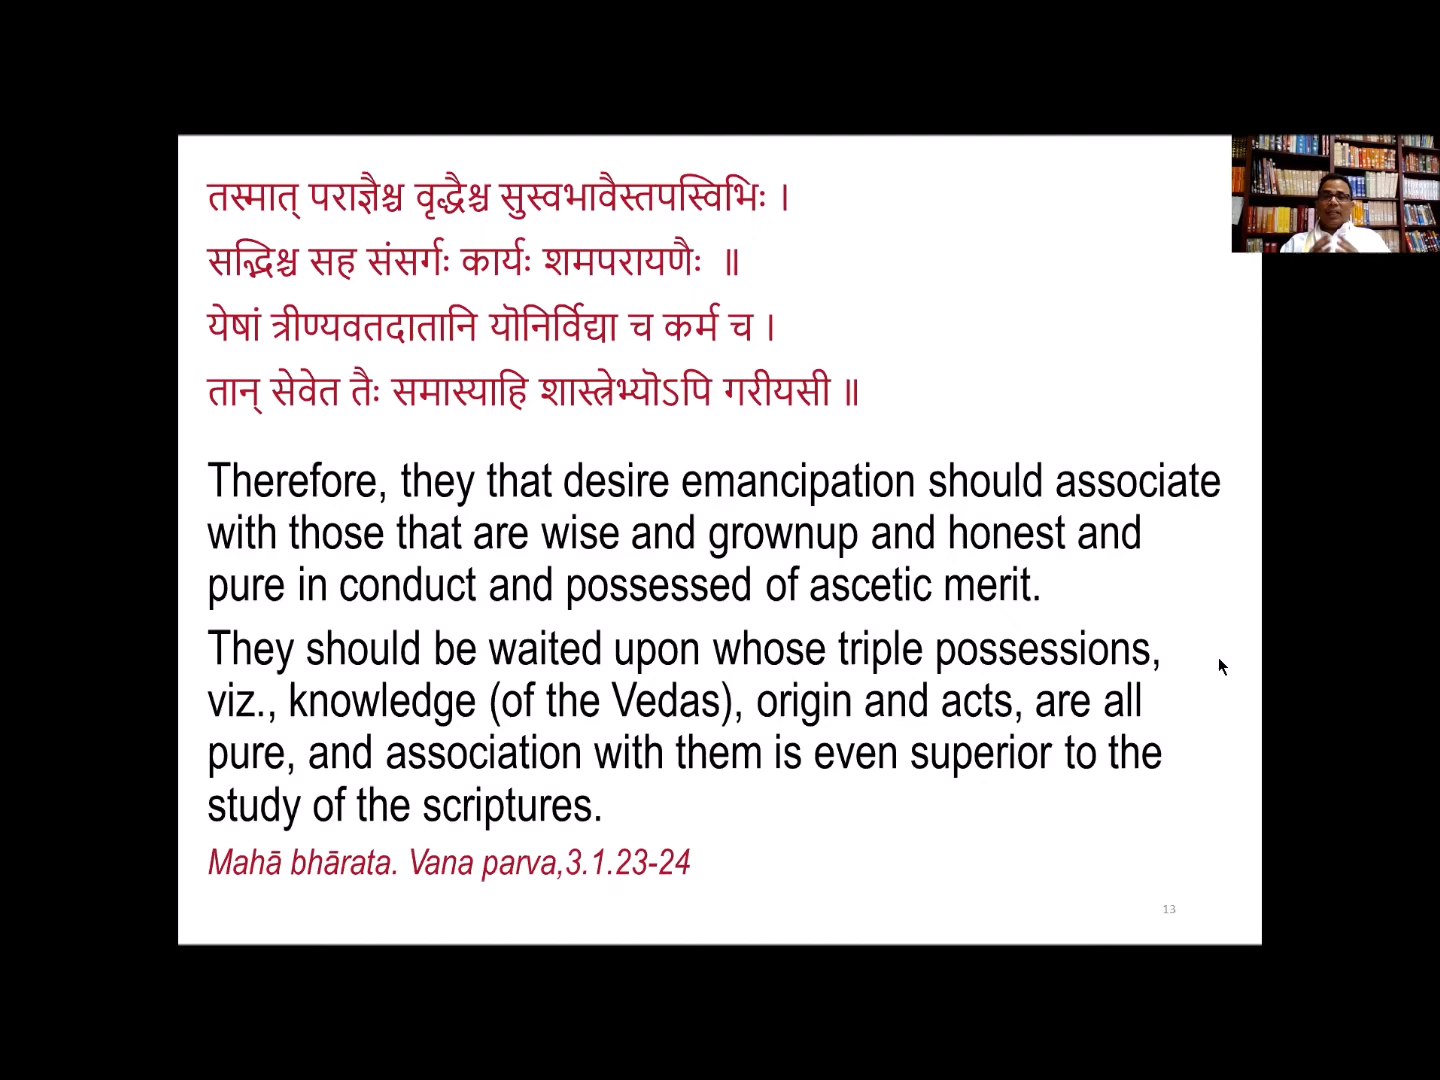 तस्मात् पराज्ञैश्च वृद्धैश्च सुस्वभावैस्तपस्विभिः ।
सद्भिश्च सह संसर्गः कार्यः शमपरायणैः ॥
येषां त्रीण्यवतदातानि यॊनिर्विद्या च कर्म च ।
तान् सेवेत तैः समास्याहि शास्त्रेभ्यॊऽपि गरीयसी ॥
Therefore, they that desire emancipation should associate
with those that are wise and grownup and honest and
pure in conduct and possessed of ascetic merit.
They should be waited upon whose triple possessions,
viz., knowledge (of the Vedas), origin and acts, are all
pure, and association with them is even superior to the
study of the scriptures.
Mahā bhārata. Vana parva,3.1.23-24
13